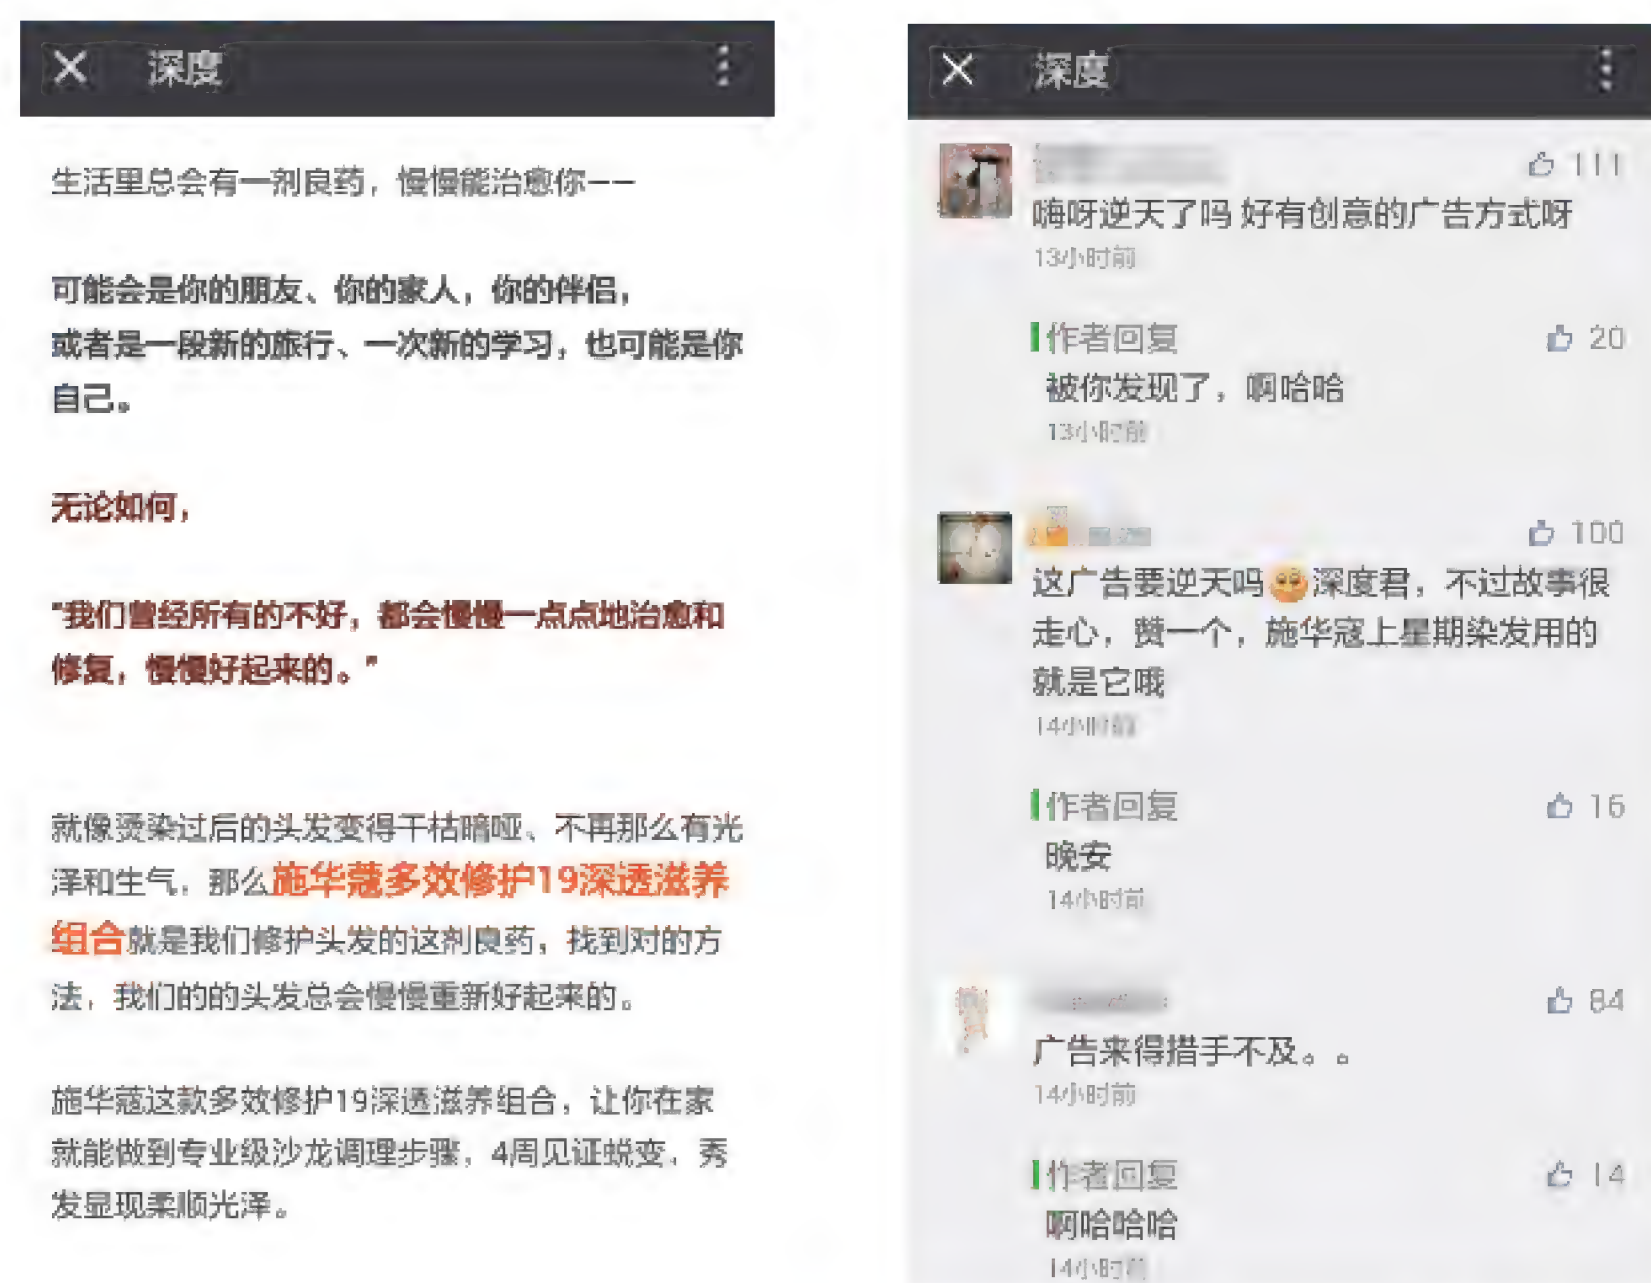 深度
生活里总会有一剂良药，慢慢能治愈你——
可能会是你的朋友、你的家人，你的伴侣，
或者是一段新的旅行、一次新的学习，也可能是你
自己。
无论如何，
“我们曾经所有的不好，都会慢慢一点点地治愈和
修复，慢慢好起来的。”
就像烫染过后的头发变得干枯暗哑、不再那么有光
泽和生气，那么施华蔻多效修护19深透滋养
组合就是我们修护头发的这剂良药，找到对的方
法，我们的的头发总会慢慢重新好起来的。
施华蔻这款多效修护19深透滋养组合，让你在家
就能做到专业级沙龙调理步骤，4周见证蜕变，秀
发显现柔顺光泽。
深度
111
嗨呀逆天了吗 好有创意的广告方式呀
13小时前
作者回复 20
被你发现了，啊哈哈
13小时前
100
这广告要逆天吗深度君，不过故事很
走心，赞一个，施华寇上星期染发用的
就是它哦
14小时前
作者回复 16
晚安
14小时前
84
广告来得措手不及。。
14小时前
作者回复 14
啊哈哈哈
14小时前